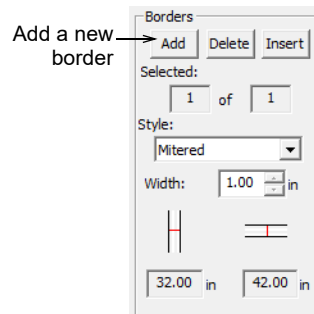 Borders
Add a new
border
Add Delete Insert
Selected:
1 of 1
Style:
Mitered
Width: 1.00 in
32.00 in 42.00 in